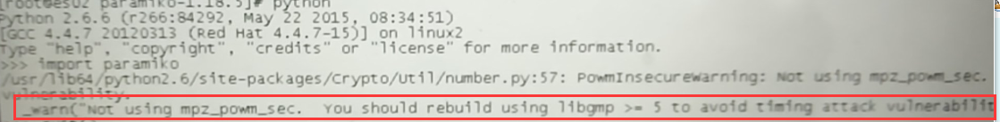 [root@es02 paramiko-1.18.5]# python
Python 2.6.6 (r266:84292, May 22 2015, 08:34:51)
[GCC 4.4.7 20120313 (Red Hat 4.4.7-15)] on linux2
Type "help", "copyright", "credits" or "license" for more information.
>>> import paramiko
/usr/lib64/python2.6/site-packages/Crypto/Util/number.py:57: PowmInsecureWarning: Not using mpz_powm_sec.
vulnerability.
_warn("Not using mpz_powm_sec.  You should rebuild using libgmp >= 5 to avoid timing attack vulnerabilit